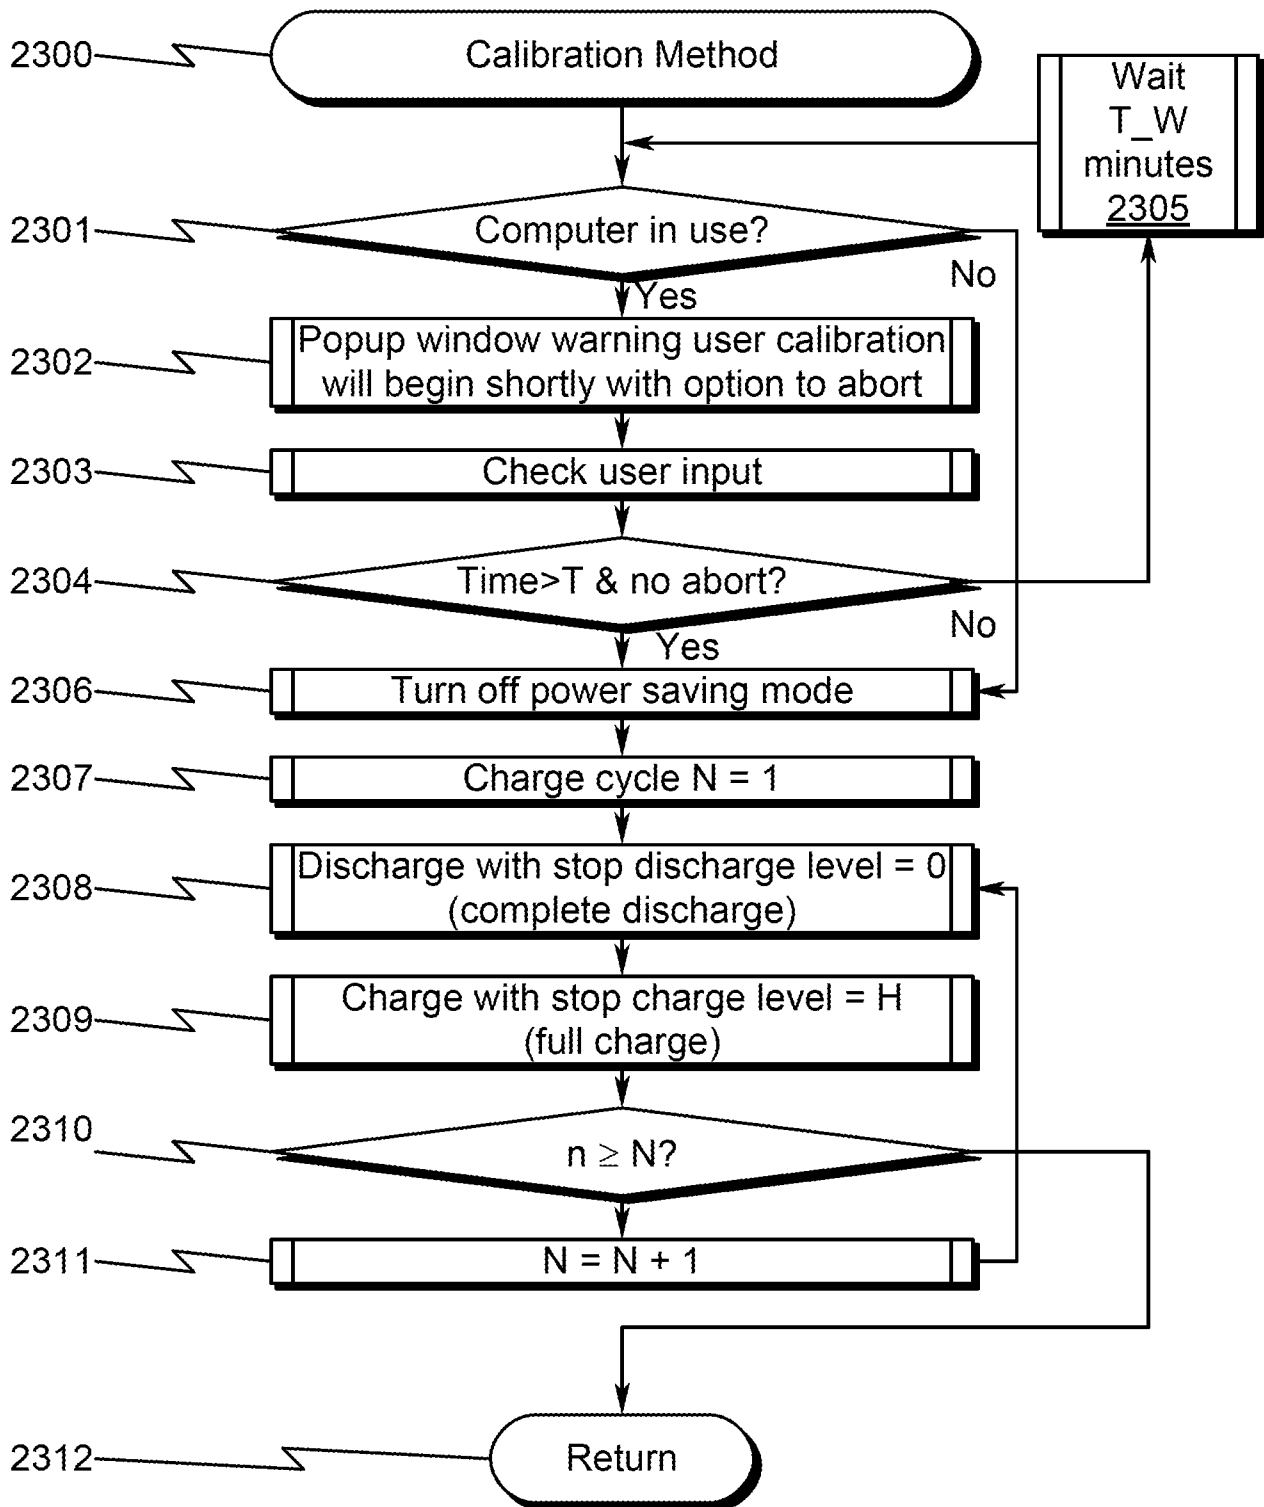 2300
Calibration Method
Wait
T_W
minutes
2305
2301
Computer in use?
No
Yes
2302
Popup window warning user calibration
will begin shortly with option to abort
2303
Check user input
2304
Time>T & no abort?
No
Yes
2306
Turn off power saving mode
2307
Charge cycle N = 1
2308
Discharge with stop discharge level = 0
(complete discharge)
2309
Charge with stop charge level = H
(full charge)
2310
n ≥ N?
2311
N = N + 1
2312
Return